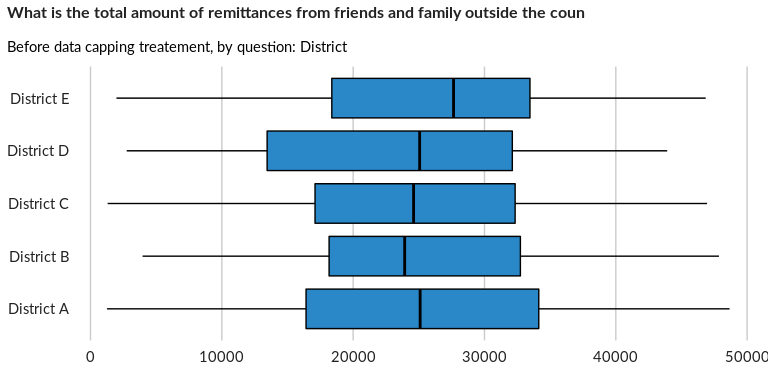 What is the total amount of remittances from friends and family outside the coun
Before data capping treatement, by question: District
District E
District D
District C
District B
District A
0 10000 20000 30000 40000 50000